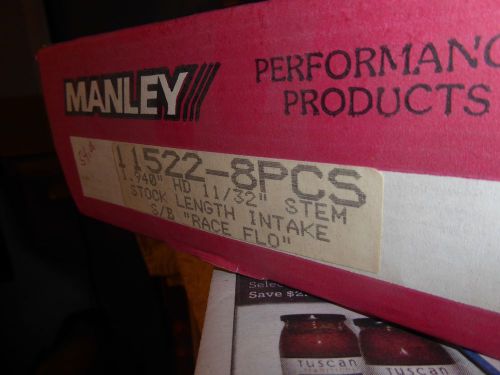 MANLEY
PERFORMANC
PRODUCTS
11522-8PCS
1.940" HD 11/32" STEM
STOCK LENGTH INTAKE
S/B "RACE FLO"
Selec
Save $2.
TUSCAN
TUSCAN